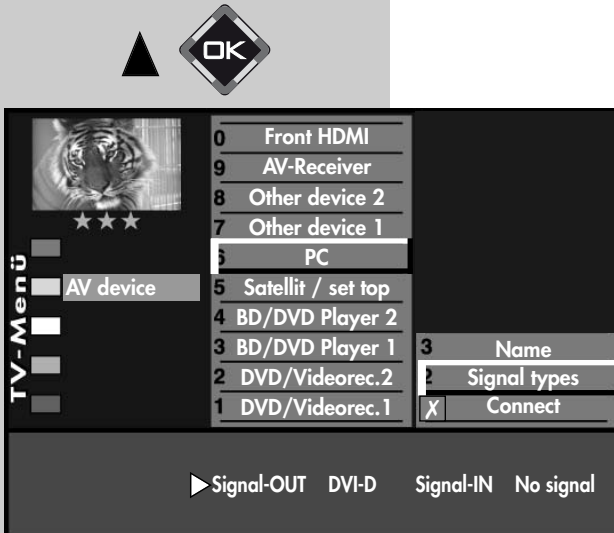 OK
TV-Menü
AV device
0 Front HDMI
9 AV-Receiver
8 Other device 2
7 Other device 1
6 PC
5 Satellit / set top
4 BD/DVD Player 2
3 BD/DVD Player 1
2 DVD/Videorec.2
1 DVD/Videorec.1
3 Name
2 Signal types
X Connect
Signal-OUT DVI-D Signal-IN No signal